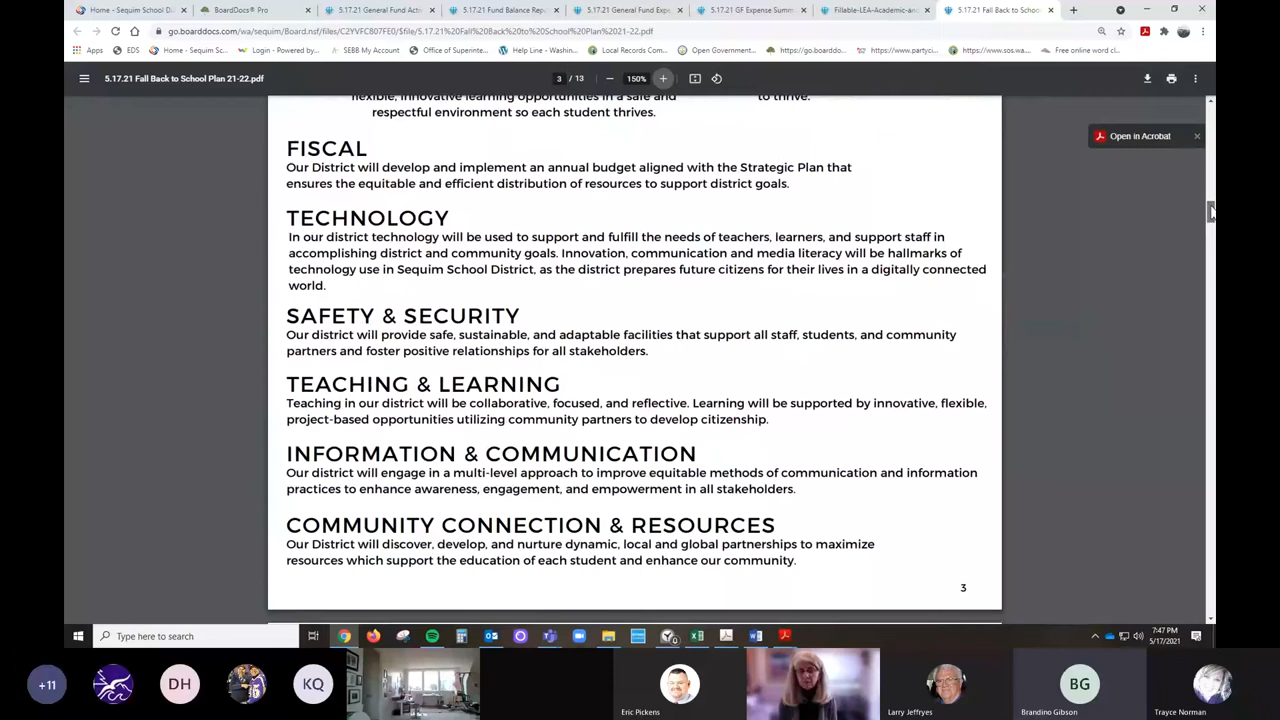 Home - Sequim School Di
BoardDocs® Pro
5.17.21 General Fund Activ
5.17.21 Fund Balance Rep
5.17.21 General Fund Expe
5.17.21 GF Expense Summ
Fillable-LEA-Academic-and
5.17.21 Fall Back to Schoo
go.boarddocs.com/wa/sequim/Board.nsf/files/C2YVFC807FE0/$file/5.17.21%20Fall%20Back%20to%20School%20Plan%2021-22.pdf
Apps
EDS
Home - Sequim Sc...
Login - Powered by...
SEBB My Account
Office of Superinte...
Help Line - Washin...
Local Records Com...
Open Government...
https://go.boarddo...
https://www.partyci...
https://www.sos.wa...
Free online word cl...
5.17.21 Fall Back to School Plan 21-22.pdf
3 / 13
150%
Open in Acrobat
flexible, innovative learning opportunities in a safe and
to thrive.
respectful environment so each student thrives.
FISCAL
Our District will develop and implement an annual budget aligned with the Strategic Plan that
ensures the equitable and efficient distribution of resources to support district goals.
TECHNOLOGY
In our district technology will be used to support and fulfill the needs of teachers, learners, and support staff in
accomplishing district and community goals. Innovation, communication and media literacy will be hallmarks of
technology use in Sequim School District, as the district prepares future citizens for their lives in a digitally connected
world.
SAFETY & SECURITY
Our district will provide safe, sustainable, and adaptable facilities that support all staff, students, and community
partners and foster positive relationships for all stakeholders.
TEACHING & LEARNING
Teaching in our district will be collaborative, focused, and reflective. Learning will be supported by innovative, flexible,
project-based opportunities utilizing community partners to develop citizenship.
INFORMATION & COMMUNICATION
Our district will engage in a multi-level approach to improve equitable methods of communication and information
practices to enhance awareness, engagement, and empowerment in all stakeholders.
COMMUNITY CONNECTION & RESOURCES
Our District will discover, develop, and nurture dynamic, local and global partnerships to maximize
resources which support the education of each student and enhance our community.
3
Type here to search
7:47 PM
5/17/2021
+11
DH
KQ
BG
Eric Pickens
Larry Jeffryes
Brandino Gibson
Trayce Norman